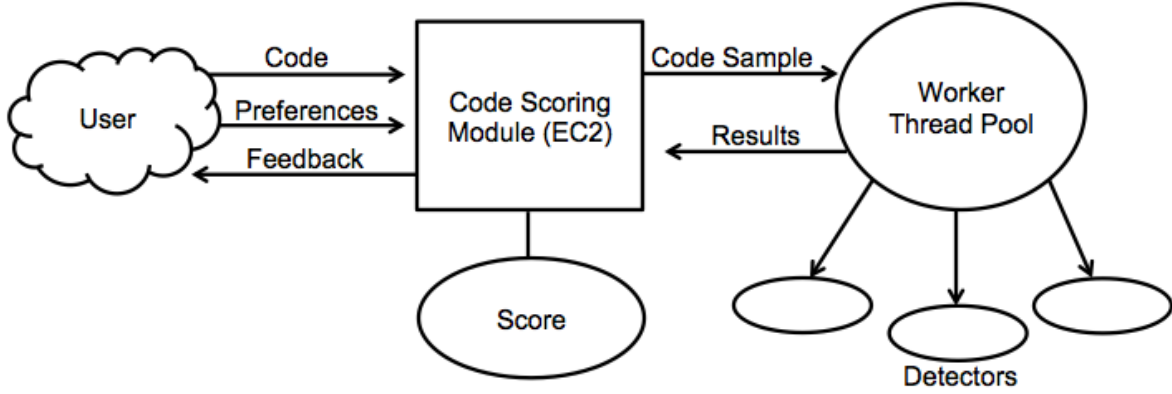 Code
Code Sample
User
Preferences
Code Scoring
Module (EC2)
Worker
Thread Pool
Feedback
Results
Score
Detectors